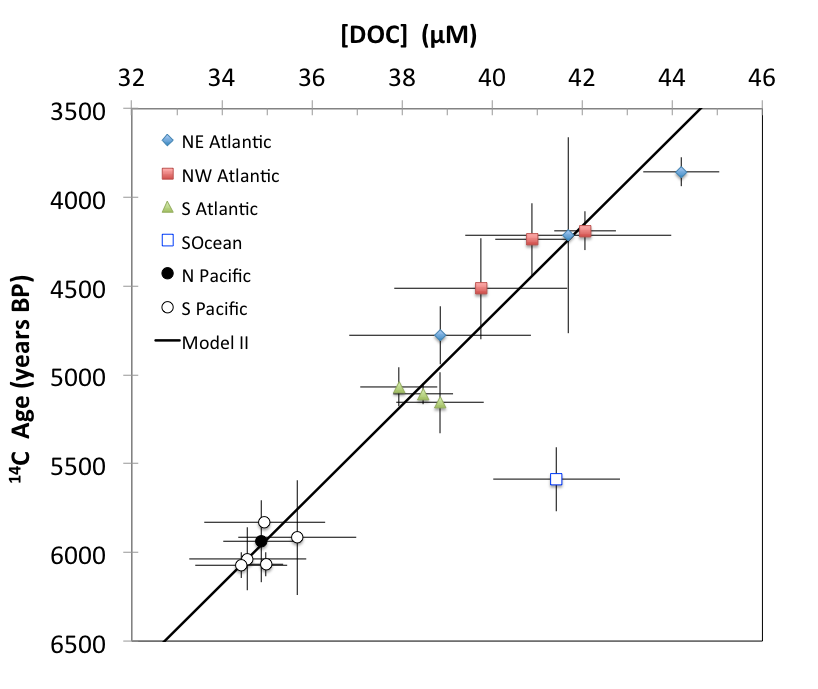 [DOC] (µM)
32 34 36 38 40 42 44 46
3500
4000
4500
5000
5500
6000
6500
¹⁴C Age (years BP)
NE Atlantic
NW Atlantic
S Atlantic
SOcean
N Pacific
S Pacific
Model II